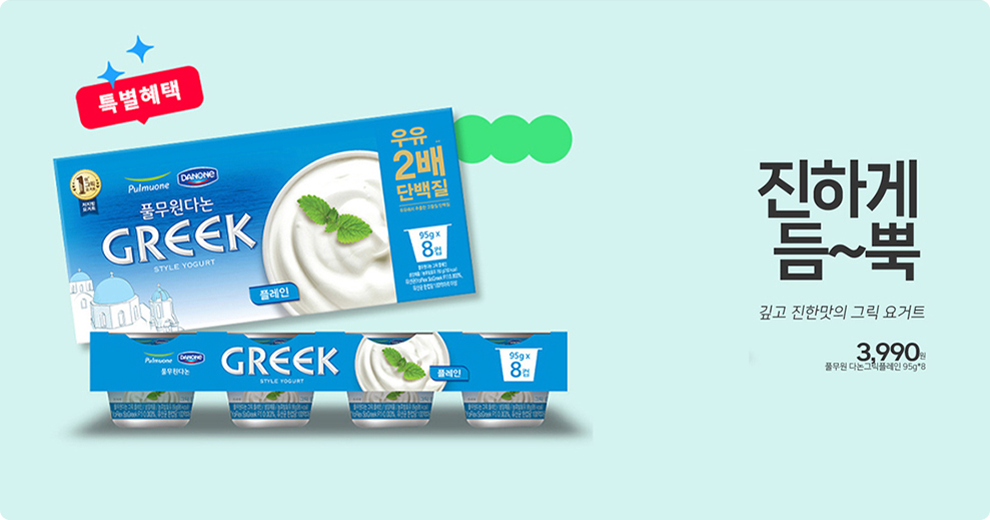 특별혜택
우유
2배
단백질
Pulmuone
DANONE
풀무원다논
GREEK
STYLE YOGURT
95g x
8컵
플레인
진하게
듬~뿍
깊고 진한맛의 그릭 요거트
3,990원
풀무원 다논그릭플레인 95g*8
Pulmuone
DANONE
풀무원다논
GREEK
STYLE YOGURT
플레인
95g x
8컵